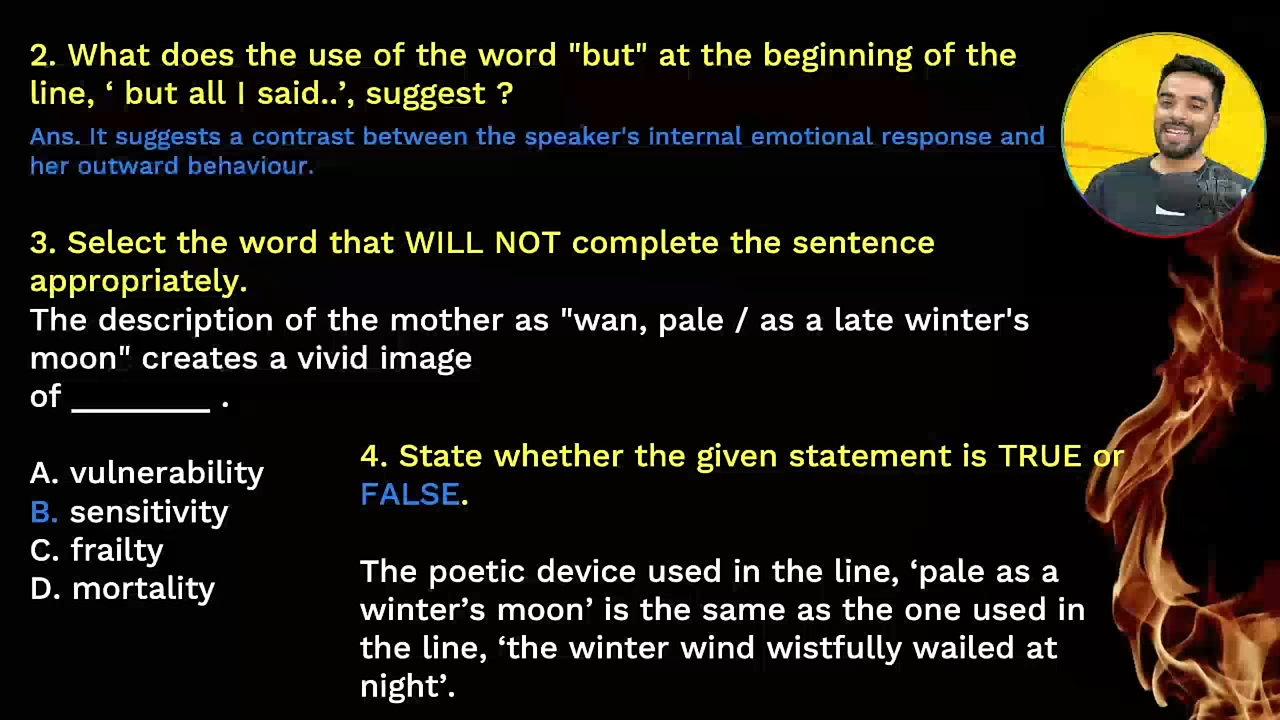 2. What does the use of the word "but" at the beginning of the
line, ‘ but all I said..’, suggest ?
Ans. It suggests a contrast between the speaker's internal emotional response and
her outward behaviour.
3. Select the word that WILL NOT complete the sentence
appropriately.
The description of the mother as "wan, pale / as a late winter's
moon" creates a vivid image
of ________ .
A. vulnerability
B. sensitivity
C. frailty
D. mortality
4. State whether the given statement is TRUE or
FALSE.
The poetic device used in the line, ‘pale as a
winter’s moon’ is the same as the one used in
the line, ‘the winter wind wistfully wailed at
night’.